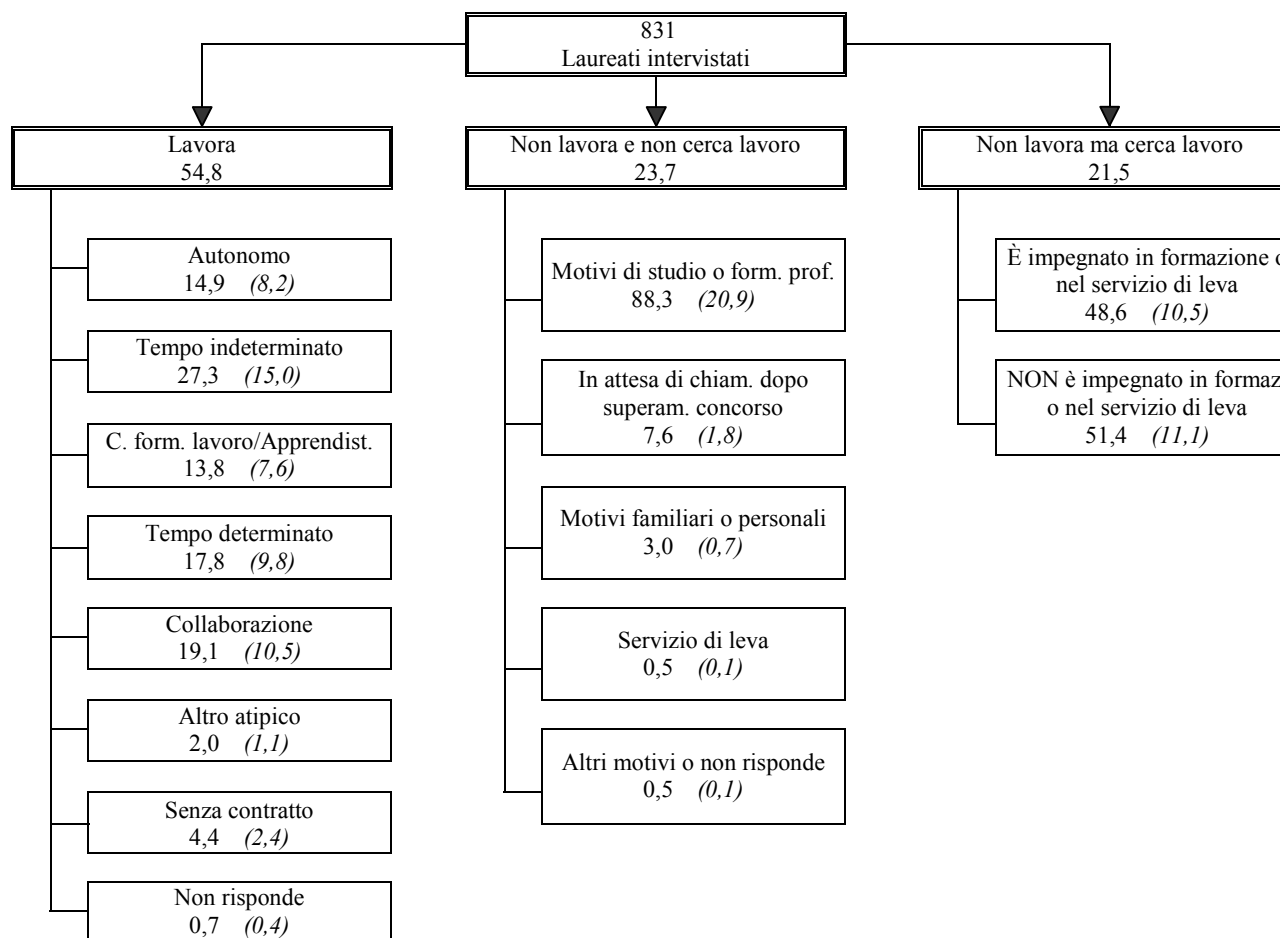 831
Laureati intervistati
Lavora
54,8
Autonomo
14,9 (8,2)
Tempo indeterminato
27,3 (15,0)
C. form. lavoro/Apprendist.
13,8 (7,6)
Tempo determinato
17,8 (9,8)
Collaborazione
19,1 (10,5)
Altro atipico
2,0 (1,1)
Senza contratto
4,4 (2,4)
Non risponde
0,7 (0,4)
Non lavora e non cerca lavoro
23,7
Motivi di studio o form. prof.
88,3 (20,9)
In attesa di chiam. dopo
superam. concorso
7,6 (1,8)
Motivi familiari o personali
3,0 (0,7)
Servizio di leva
0,5 (0,1)
Altri motivi o non risponde
0,5 (0,1)
Non lavora ma cerca lavoro
21,5
È impegnato in formazione o
nel servizio di leva
48,6 (10,5)
NON è impegnato in formaz
o nel servizio di leva
51,4 (11,1)